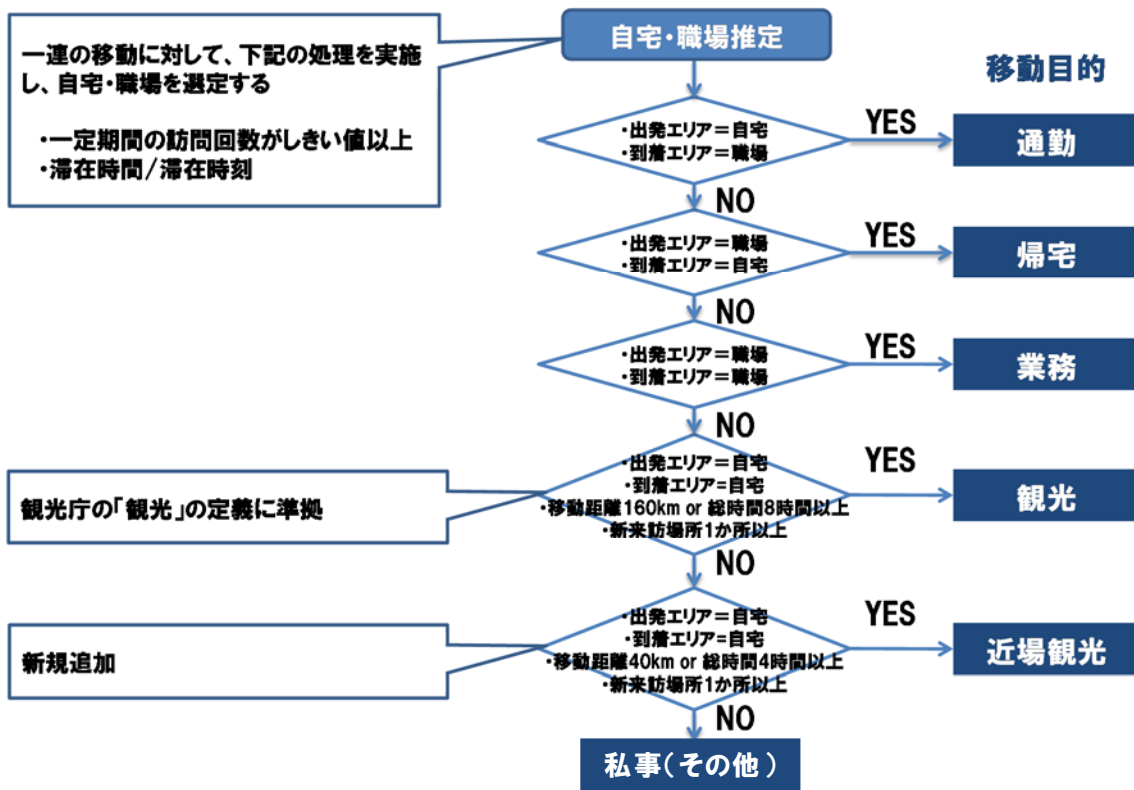 自宅・職場推定
一連の移動に対して、下記の処理を実施
し、自宅・職場を選定する
・一定期間の訪問回数がしきい値以上
・滞在時間/滞在時刻
移動目的
・出発エリア＝自宅
・到着エリア＝職場
YES
通勤
NO
・出発エリア＝職場
・到着エリア＝自宅
YES
帰宅
NO
・出発エリア＝職場
・到着エリア＝職場
YES
業務
NO
観光庁の「観光」の定義に準拠
・出発エリア＝自宅
・到着エリア=自宅
・移動距離160km or 総時間8時間以上
・新来訪場所1か所以上
YES
観光
NO
新規追加
・出発エリア＝自宅
・到着エリア=自宅
・移動距離40km or 総時間4時間以上
・新来訪場所1か所以上
YES
近場観光
NO
私事(その他)